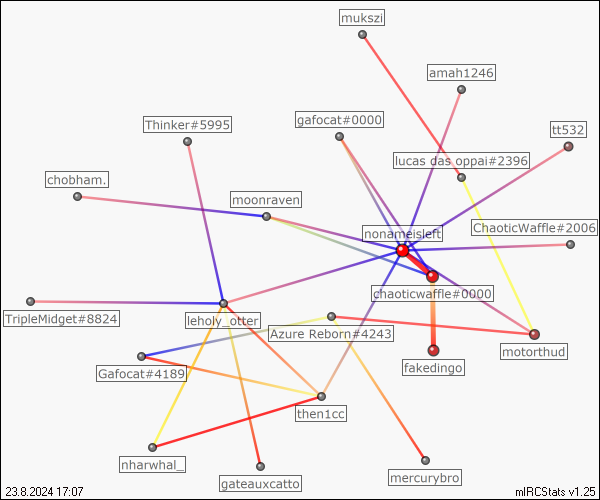 mukszi
amah1246
gafocat#0000
Thinker#5995
tt532
lucas das oppai#2396
chobham.
moonraven
ChaoticWaffle#2006
nonameisleft
chaoticwaffle#0000
TripleMidget#8824
leholy_otter
Azure Reborn#4243
motorthud
Gafocat#4189
fakedingo
then1cc
nharwhal_
gateauxcatto
mercurybro
23.8.2024 17:07
mIRCStats v1.25